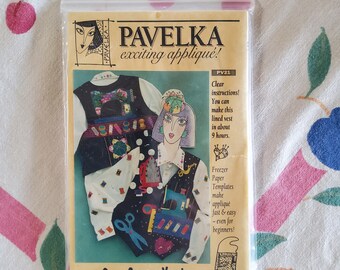 PAVELKA
exciting appliqué!
PV21
Clear
instructions!
You can
make this
lined vest
in about
9 hours.
Freezer
Paper
Templates
make
applique
just & easy
—even for
beginners!